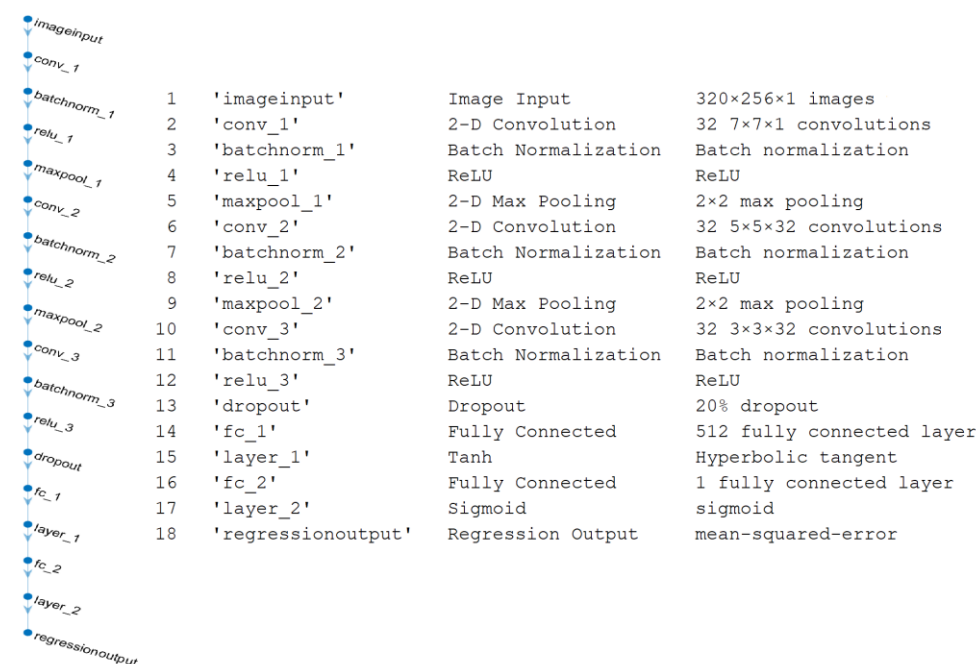 imageinput
conv_1
batchnorm_1
relu_1
maxpool_1
conv_2
batchnorm_2
relu_2
maxpool_2
conv_3
batchnorm_3
relu_3
dropout
fc_1
layer_1
fc_2
layer_2
regressionoutput
1 'imageinput' Image Input 320×256×1 images
2 'conv_1' 2-D Convolution 32 7×7×1 convolutions
3 'batchnorm_1' Batch Normalization Batch normalization
4 'relu_1' ReLU ReLU
5 'maxpool_1' 2-D Max Pooling 2×2 max pooling
6 'conv_2' 2-D Convolution 32 5×5×32 convolutions
7 'batchnorm_2' Batch Normalization Batch normalization
8 'relu_2' ReLU ReLU
9 'maxpool_2' 2-D Max Pooling 2×2 max pooling
10 'conv_3' 2-D Convolution 32 3×3×32 convolutions
11 'batchnorm_3' Batch Normalization Batch normalization
12 'relu_3' ReLU ReLU
13 'dropout' Dropout 20% dropout
14 'fc_1' Fully Connected 512 fully connected layer
15 'layer_1' Tanh Hyperbolic tangent
16 'fc_2' Fully Connected 1 fully connected layer
17 'layer_2' Sigmoid sigmoid
18 'regressionoutput' Regression Output mean-squared-error